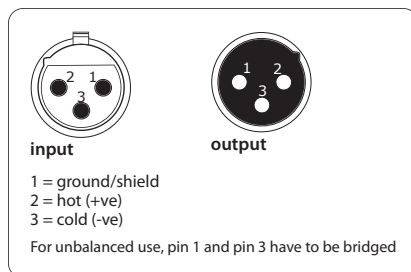 2 1
3
1 2
3
input
output
1 = ground/shield
2 = hot (+ve)
3 = cold (-ve)
For unbalanced use, pin 1 and pin 3 have to be bridged